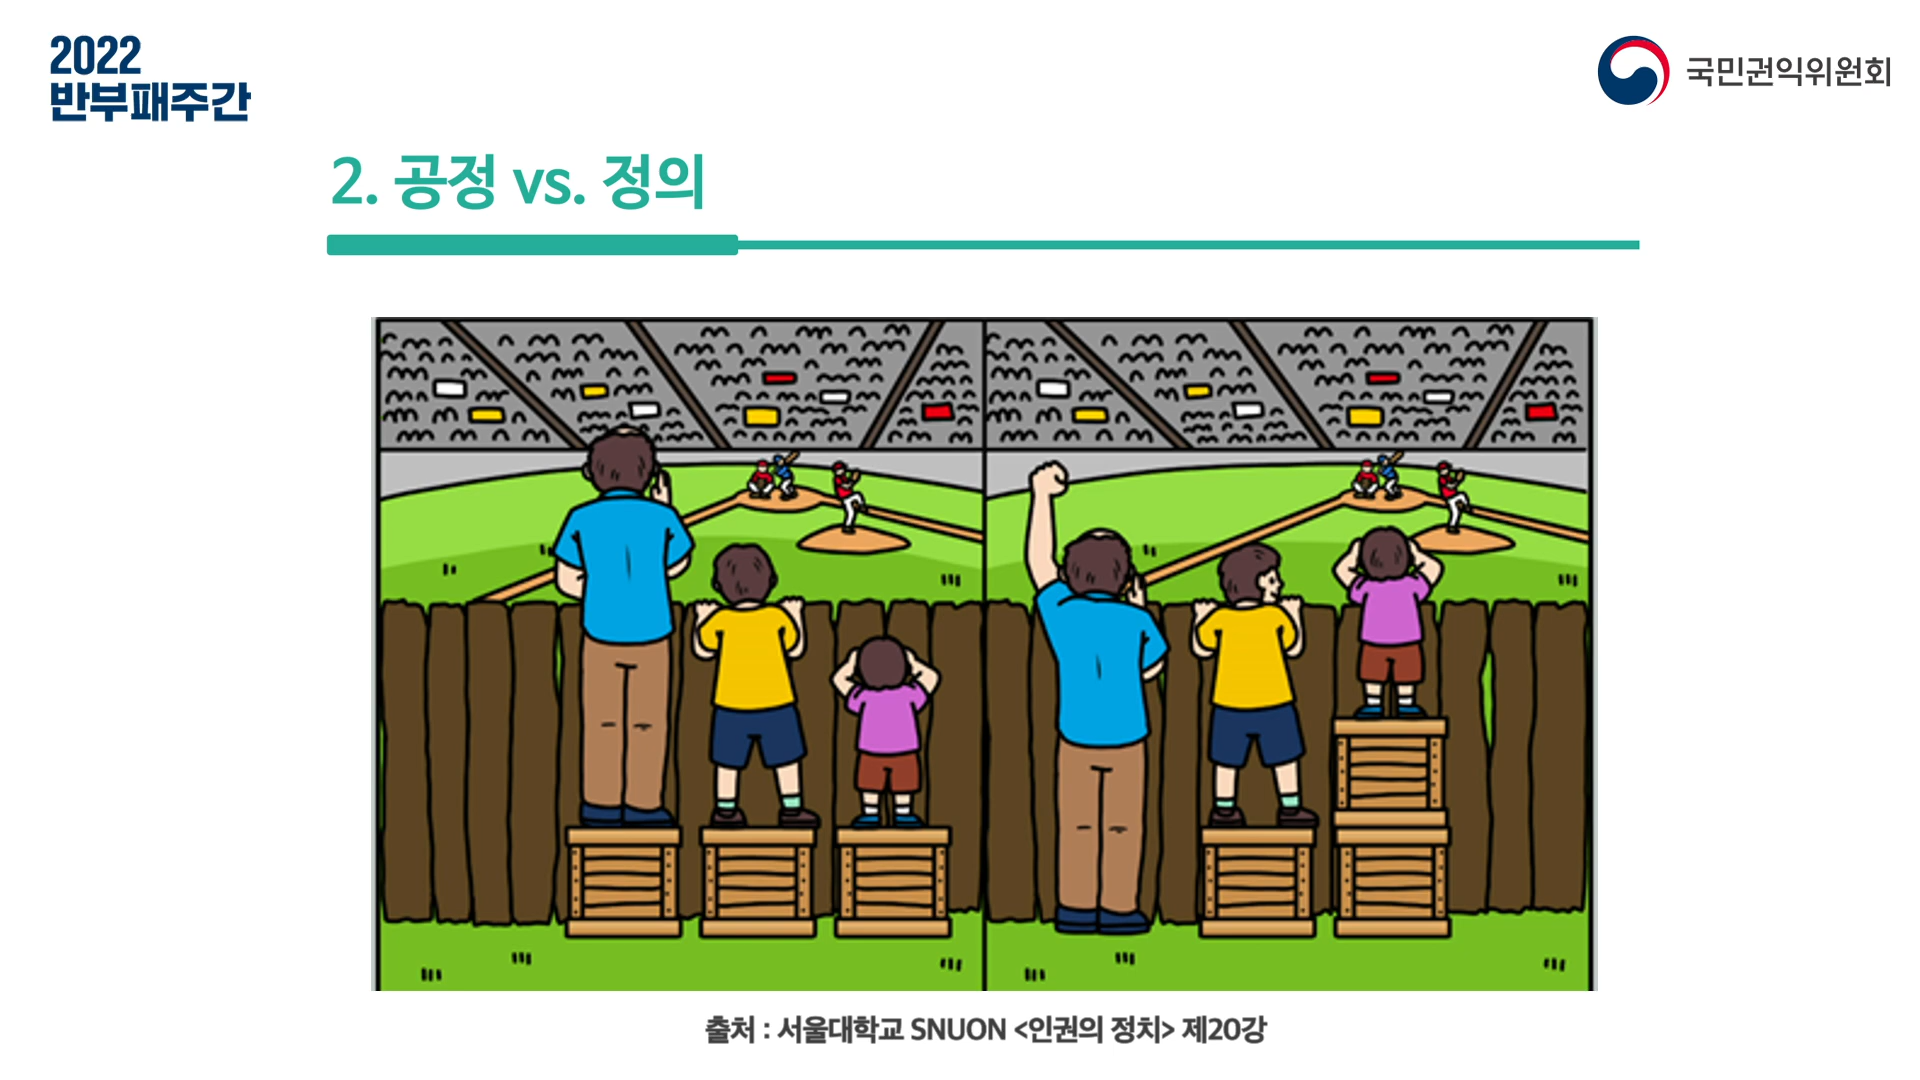 2022
반부패주간
국민권익위원회
2. 공정 vs. 정의
출처 : 서울대학교 SNUON <인권의 정치> 제20강